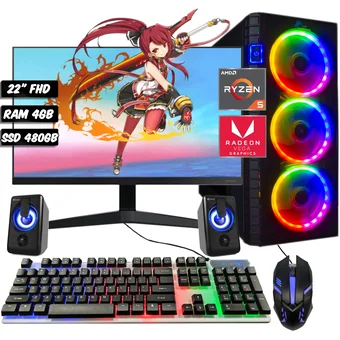 22" FHD
RAM 4GB
SSD 480GB
AMD
RYZEN
5
RADEON
VEGA
GRAPHICS